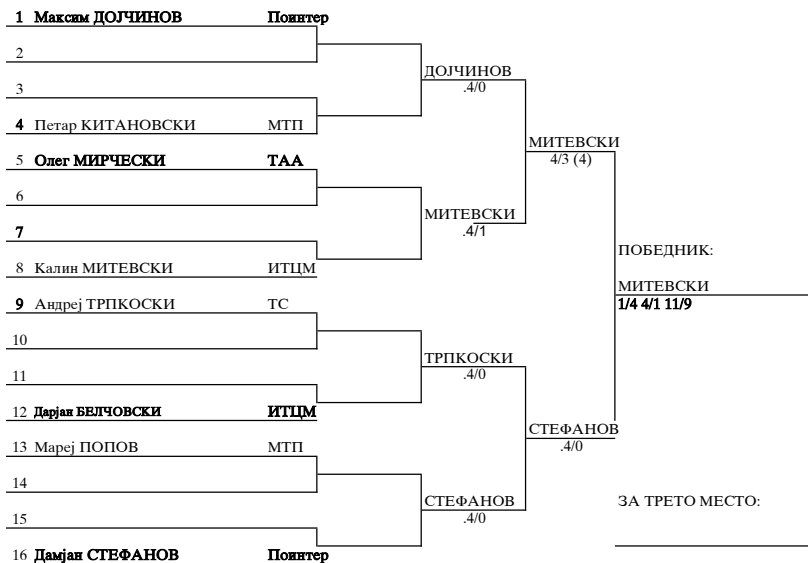 1 Максим ДОЈЧИНОВ Поинтер
2
ДОЈЧИНОВ
.4/0
3
4 Петар КИТАНОВСКИ МТП
МИТЕВСКИ
4/3 (4)
5 Олег МИРЧЕСКИ ТАА
6
МИТЕВСКИ
.4/1
7
ПОБЕДНИК:
8 Калин МИТЕВСКИ ИТЦМ
МИТЕВСКИ
1/4 4/1 11/9
9 Андреј ТРПКОСКИ ТС
10
ТРПКОСКИ
.4/0
11
12 Дарјан БЕЛЧОВСКИ ИТЦМ
СТЕФАНОВ
.4/0
13 Мареј ПОПОВ МТП
14
СТЕФАНОВ
.4/0
ЗА ТРЕТО МЕСТО:
15
16 Дамјан СТЕФАНОВ Поинтер